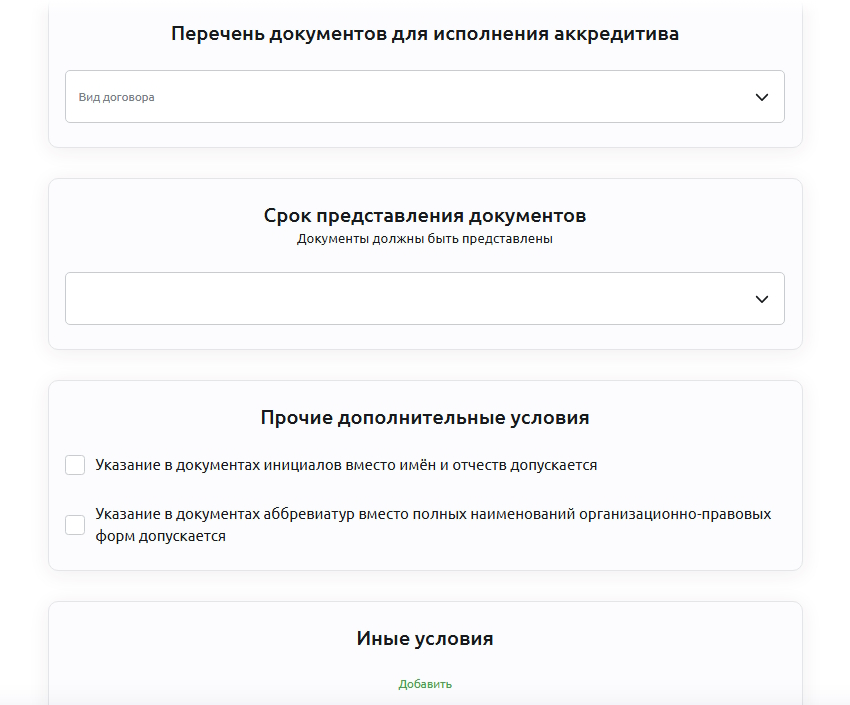 Перечень документов для исполнения аккредитива
Вид договора
Срок представления документов
Документы должны быть представлены
Прочие дополнительные условия
Указание в документах инициалов вместо имён и отчеств допускается
Указание в документах аббревиатур вместо полных наименований организационно-правовых
форм допускается
Иные условия
Добавить